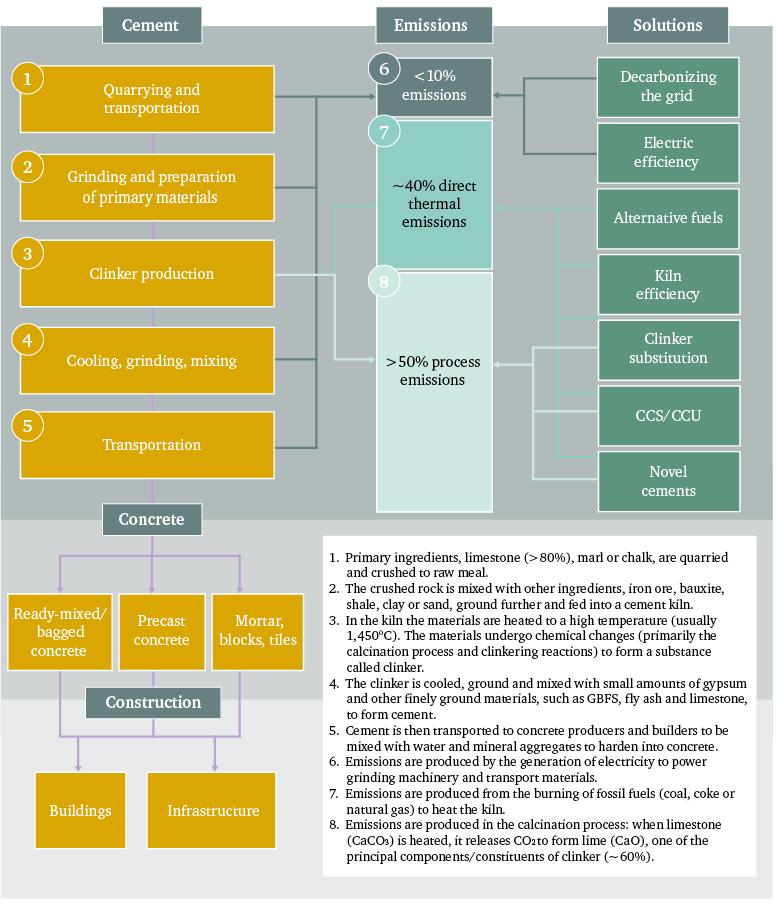 Cement
Emissions
Solutions
1
Quarrying and
transportation
2
Grinding and preparation
of primary materials
3
Clinker production
4
Cooling, grinding, mixing
5
Transportation
6
<10%
emissions
7
~40% direct
thermal
emissions
8
>50% process
emissions
Decarbonizing
the grid
Electric
efficiency
Alternative fuels
Kiln
efficiency
Clinker
substitution
CCS/CCU
Novel
cements
Concrete
Ready-mixed/
bagged
concrete
Precast
concrete
Mortar,
blocks, tiles
Construction
Buildings
Infrastructure
1. Primary ingredients, limestone (>80%), marl or chalk, are quarried
and crushed to raw meal.
2. The crushed rock is mixed with other ingredients, iron ore, bauxite,
shale, clay or sand, ground further and fed into a cement kiln.
3. In the kiln the materials are heated to a high temperature (usually
1,450ºC). The materials undergo chemical changes (primarily the
calcination process and clinkering reactions) to form a substance
called clinker.
4. The clinker is cooled, ground and mixed with small amounts of gypsum
and other finely ground materials, such as GBFS, fly ash and limestone,
to form cement.
5. Cement is then transported to concrete producers and builders to be
mixed with water and mineral aggregates to harden into concrete.
6. Emissions are produced by the generation of electricity to power
grinding machinery and transport materials.
7. Emissions are produced from the burning of fossil fuels (coal, coke or
natural gas) to heat the kiln.
8. Emissions are produced in the calcination process: when limestone
(CaCO₃) is heated, it releases CO₂to form lime (CaO), one of the
principal components/constituents of clinker (~60%).